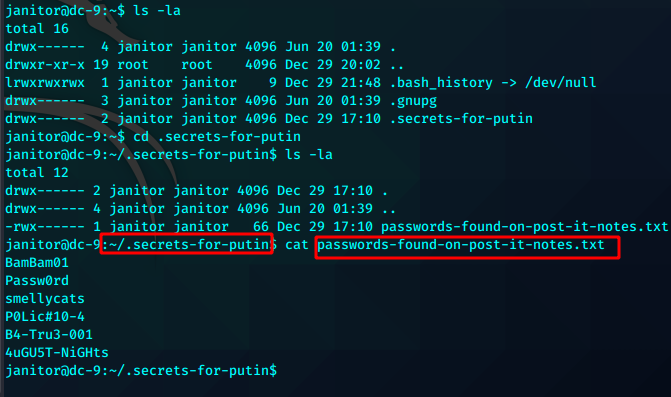 janitor@dc-9:~$ ls -la
total 16
drwx------  4 janitor janitor 4096 Jun 20 01:39 .
drwxr-xr-x 19 root    root    4096 Dec 29 20:02 ..
lrwxrwxrwx  1 janitor janitor    9 Dec 29 21:48 .bash_history -> /dev/null
drwx------  3 janitor janitor 4096 Jun 20 01:39 .gnupg
drwx------  2 janitor janitor 4096 Dec 29 17:10 .secrets-for-putin
janitor@dc-9:~$ cd .secrets-for-putin
janitor@dc-9:~/.secrets-for-putin$ ls -la
total 12
drwx------ 2 janitor janitor 4096 Dec 29 17:10 .
drwx------ 4 janitor janitor 4096 Jun 20 01:39 ..
-rwx------ 1 janitor janitor   66 Dec 29 17:10 passwords-found-on-post-it-notes.txt
janitor@dc-9:~/.secrets-for-putin$ cat passwords-found-on-post-it-notes.txt
BamBam01
Passw0rd
smellycats
P0Lic#10-4
B4-Tru3-001
4uGU5T-NiGHts
janitor@dc-9:~/.secrets-for-putin$